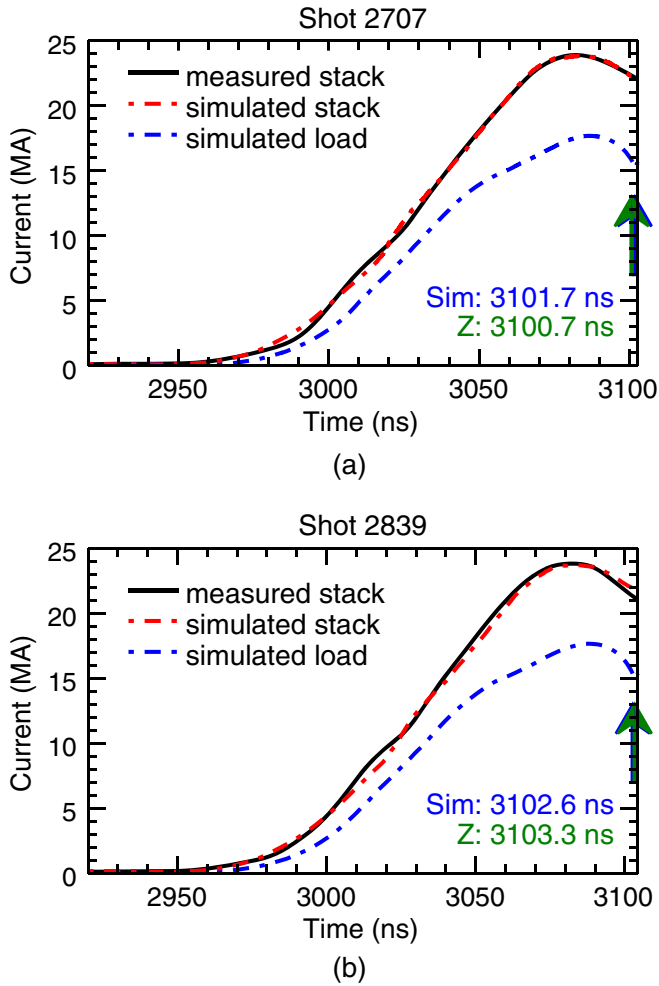 Shot 2707
25
20
15
10
5
0
Current (MA)
measured stack
simulated stack
simulated load
Sim: 3101.7 ns
Z: 3100.7 ns
2950 3000 3050 3100
Time (ns)
(a)
Shot 2839
25
20
15
10
5
0
Current (MA)
measured stack
simulated stack
simulated load
Sim: 3102.6 ns
Z: 3103.3 ns
2950 3000 3050 3100
Time (ns)
(b)